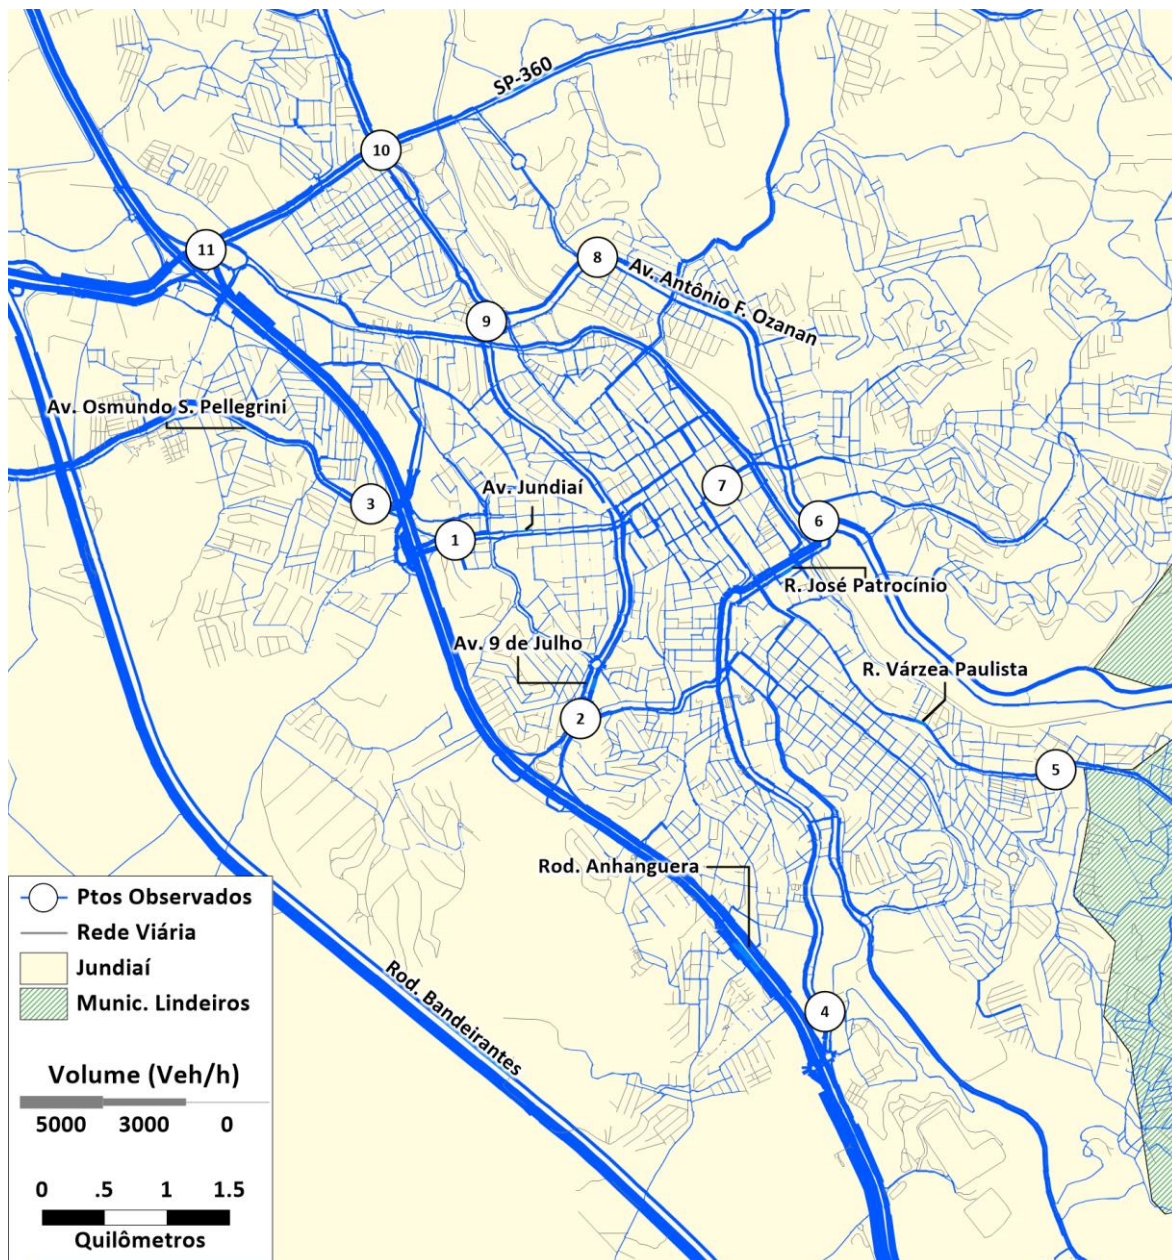 SP-360
10
11
8
Av. Antônio F. Ozanan
9
Av. Osmundo S. Pellegrini
7
Av. Jundiaí
3
6
1
R. José Patrocínio
Av. 9 de Julho
R. Várzea Paulista
2
5
Rod. Anhanguera
Rod. Bandeirantes
4
Ptos Observados
Rede Viária
Jundiaí
Munic. Lindeiros
Volume (Veh/h)
5000 3000 0
0 .5 1 1.5
Quilômetros